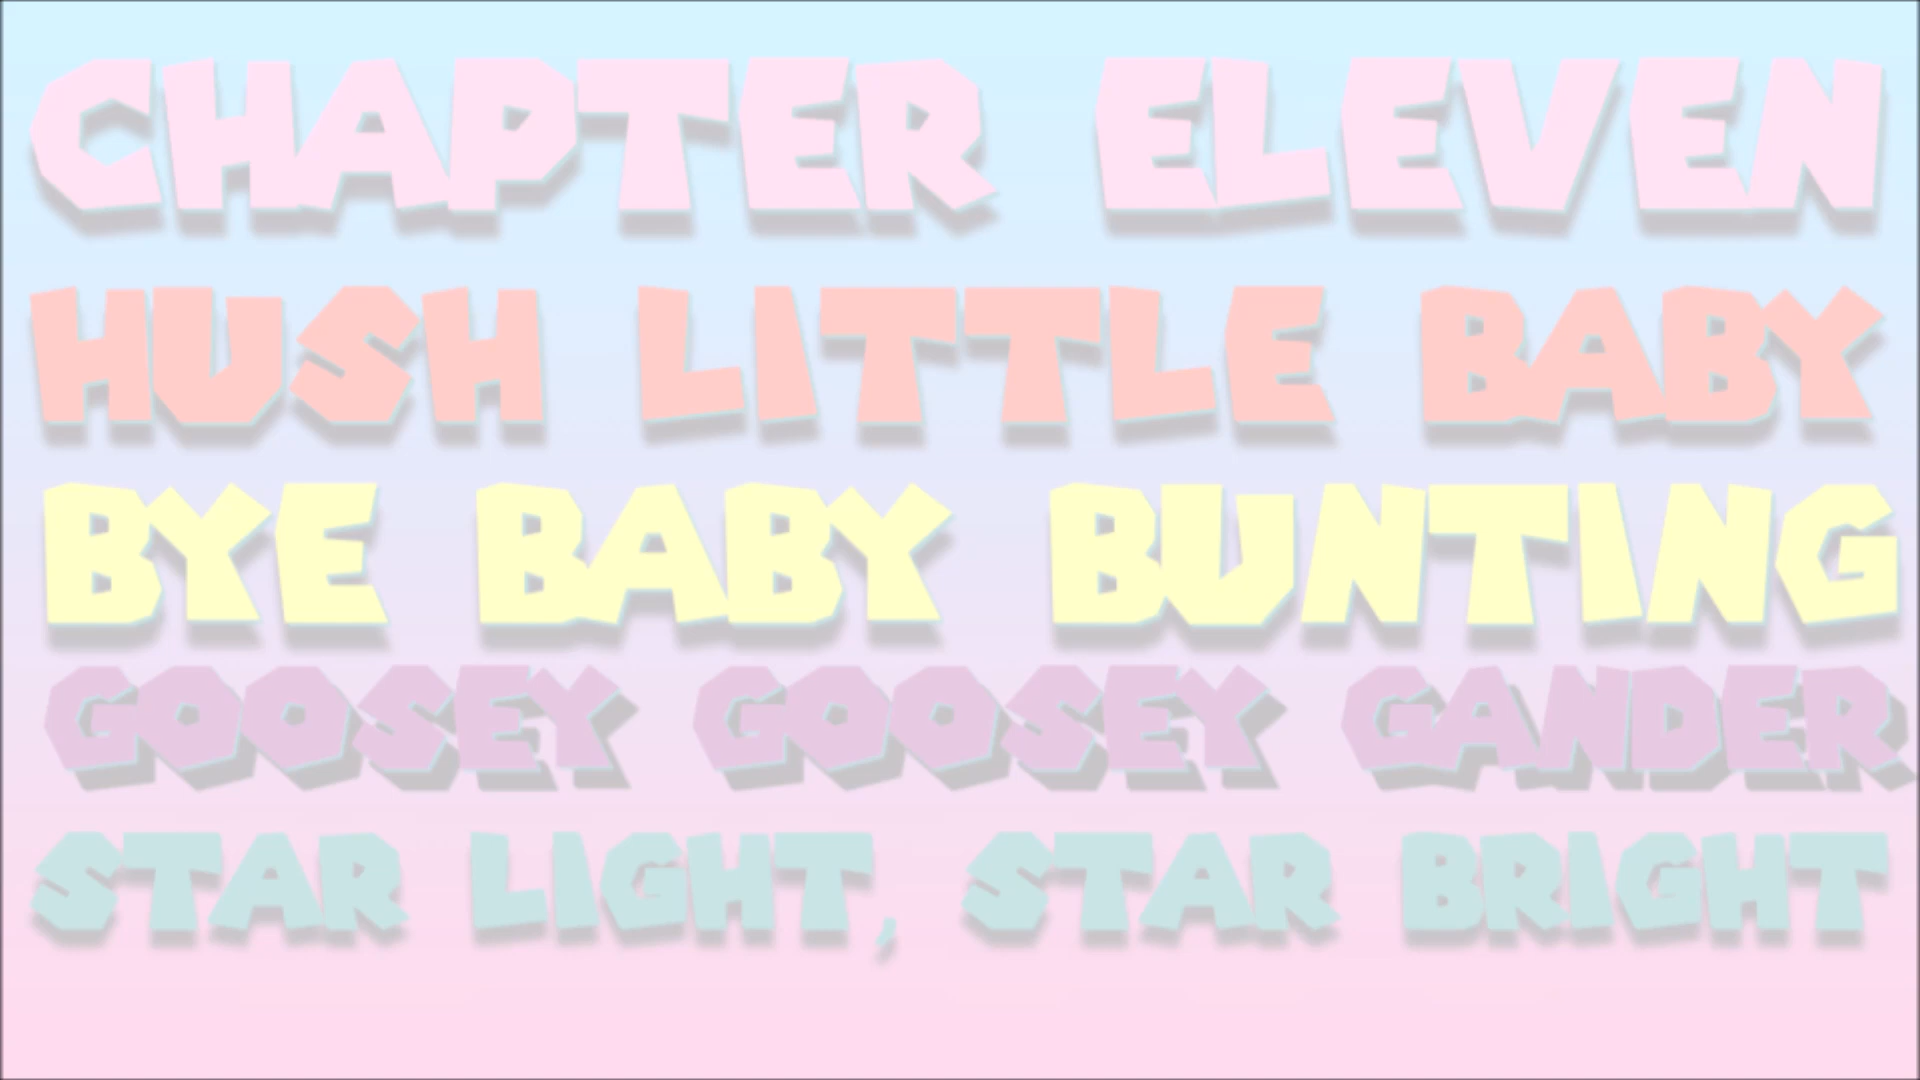 CHAPTER ELEVEN
HUSH LITTLE BABY
BYE BABY BUNTING
GOOSEY GOOSEY GANDER
STAR LIGHT, STAR BRIGHT